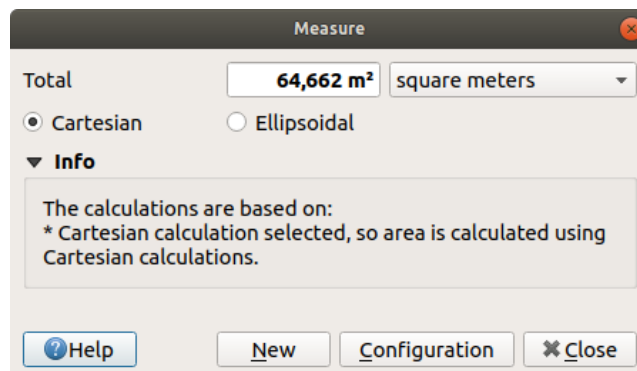 Measure
Total 64,662 m² square meters
Cartesian Ellipsoidal
Info
The calculations are based on:
* Cartesian calculation selected, so area is calculated using
Cartesian calculations.
Help New Configuration Close